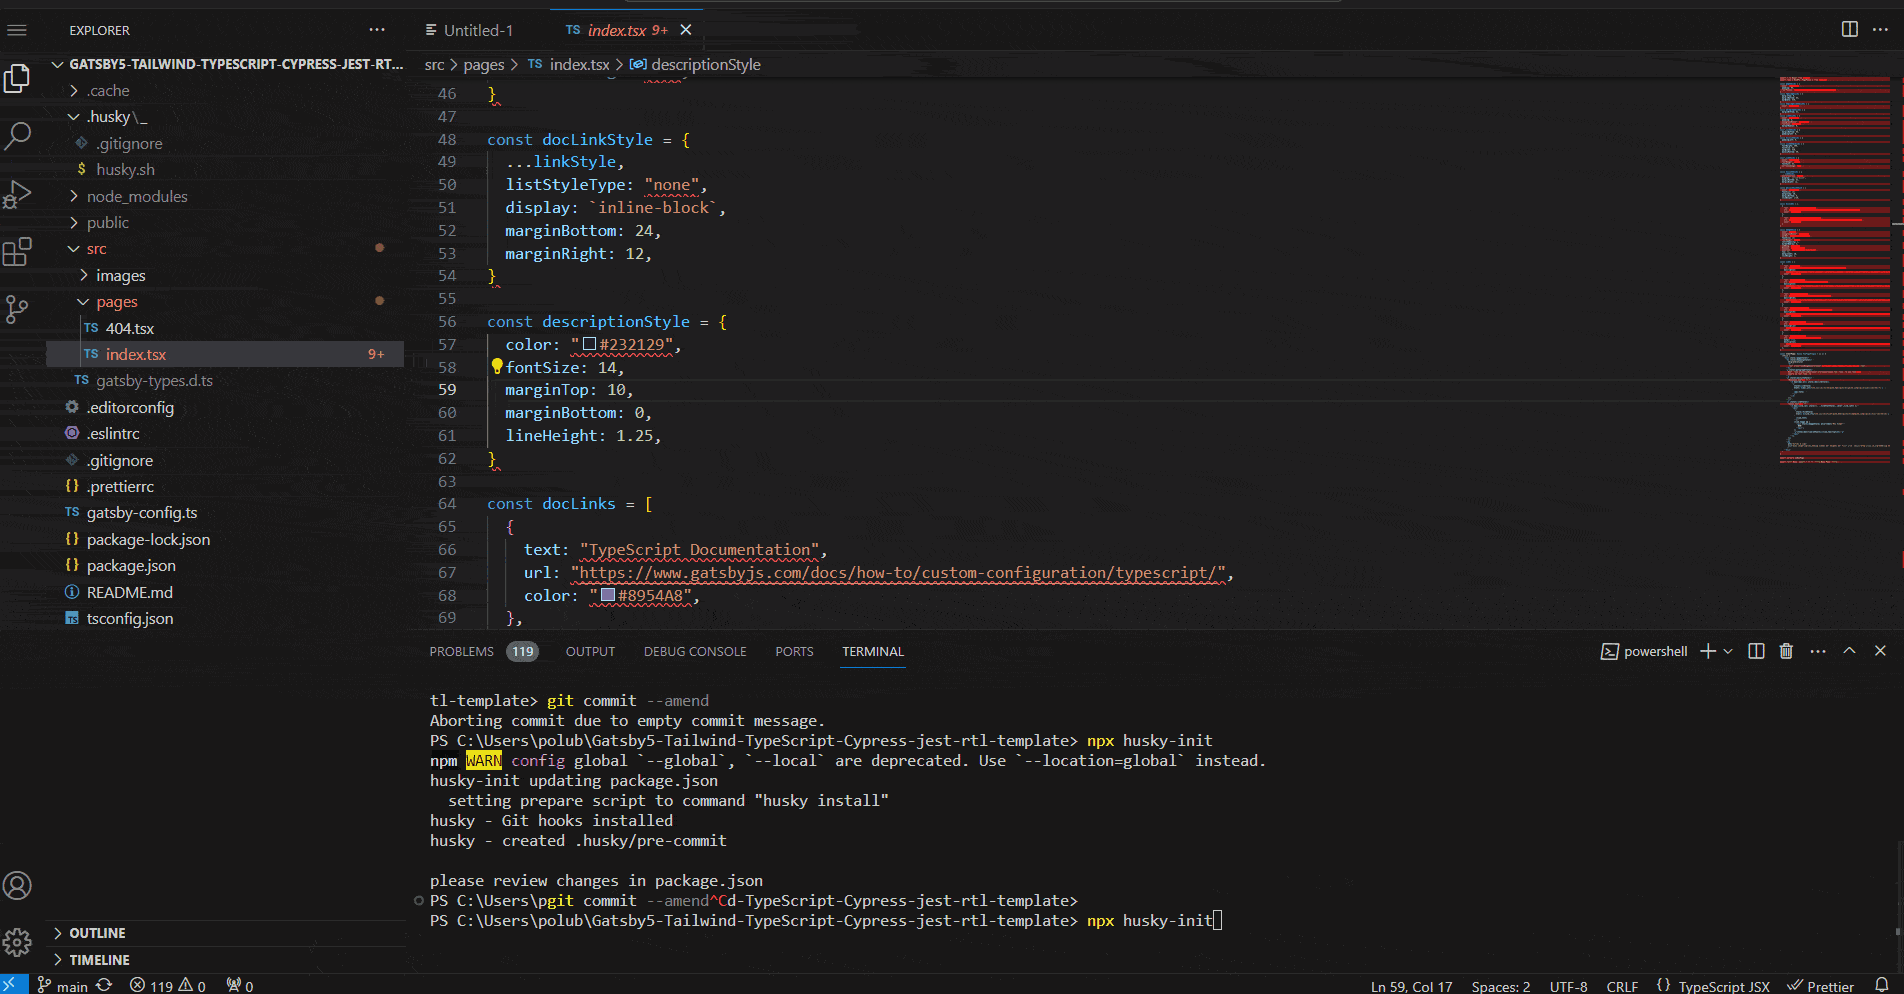 EXPLORER
GATSBY5-TAILWIND-TYPESCRIPT-CYPRESS-JEST-RT...
.cache
.husky\_
.gitignore
husky.sh
node_modules
public
src
images
pages
TS 404.tsx
TS index.tsx 9+
TS gatsby-types.d.ts
.editorconfig
.eslintrc
.gitignore
{} .prettierrc
TS gatsby-config.ts
{} package-lock.json
{} package.json
README.md
TS tsconfig.json
OUTLINE
TIMELINE
Untitled-1
TS index.tsx 9+
src > pages > TS index.tsx > descriptionStyle
46 }
47
48 const docLinkStyle = {
49 ...linkStyle,
50 listStyleType: "none",
51 display: `inline-block`,
52 marginBottom: 24,
53 marginRight: 12,
54 }
55
56 const descriptionStyle = {
57 color: "#232129",
58 fontSize: 14,
59 marginTop: 10,
60 marginBottom: 0,
61 lineHeight: 1.25,
62 }
63
64 const docLinks = [
65 {
66 text: "TypeScript Documentation",
67 url: "https://www.gatsbyjs.com/docs/how-to/custom-configuration/typescript/",
68 color: "#8954A8",
69 },
PROBLEMS 119 OUTPUT DEBUG CONSOLE PORTS TERMINAL powershell
tl-template> git commit --amend
Aborting commit due to empty commit message.
PS C:\Users\polub\Gatsby5-Tailwind-TypeScript-Cypress-jest-rtl-template> npx husky-init
npm WARN config global `--global`, `--local` are deprecated. Use `--location=global` instead.
husky-init updating package.json
setting prepare script to command "husky install"
husky - Git hooks installed
husky - created .husky/pre-commit
please review changes in package.json
PS C:\Users\pgit commit --amend^Cd-TypeScript-Cypress-jest-rtl-template>
PS C:\Users\polub\Gatsby5-Tailwind-TypeScript-Cypress-jest-rtl-template> npx husky-init
main 119 0 0 Ln 59, Col 17 Spaces: 2 UTF-8 CRLF {} TypeScript JSX Prettier